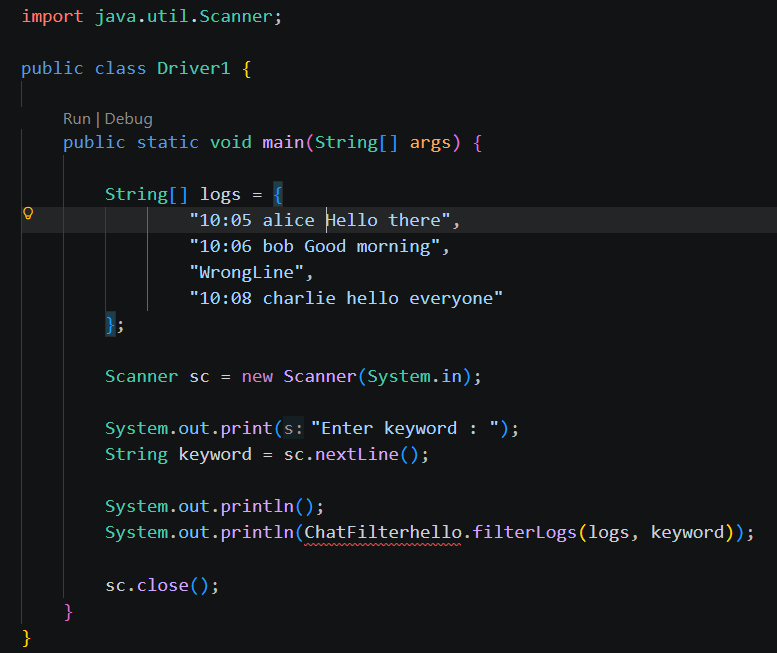 import java.util.Scanner;
public class Driver1 {
Run | Debug
public static void main(String[] args) {
String[] logs = {
"10:05 alice Hello there",
"10:06 bob Good morning",
"WrongLine",
"10:08 charlie hello everyone"
};
Scanner sc = new Scanner(System.in);
System.out.print(s: "Enter keyword : ");
String keyword = sc.nextLine();
System.out.println();
System.out.println(ChatFilterhello.filterLogs(logs, keyword));
sc.close();
}
}